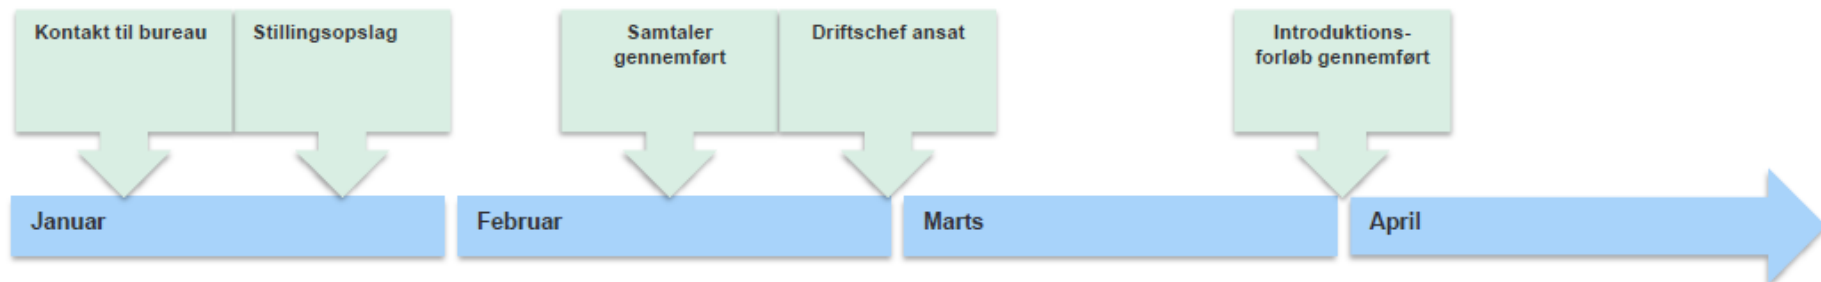 Kontakt til bureau
Stillingsopslag
Samtaler
gennemført
Driftschef ansat
Introduktions-
forløb gennemført
Januar
Februar
Marts
April